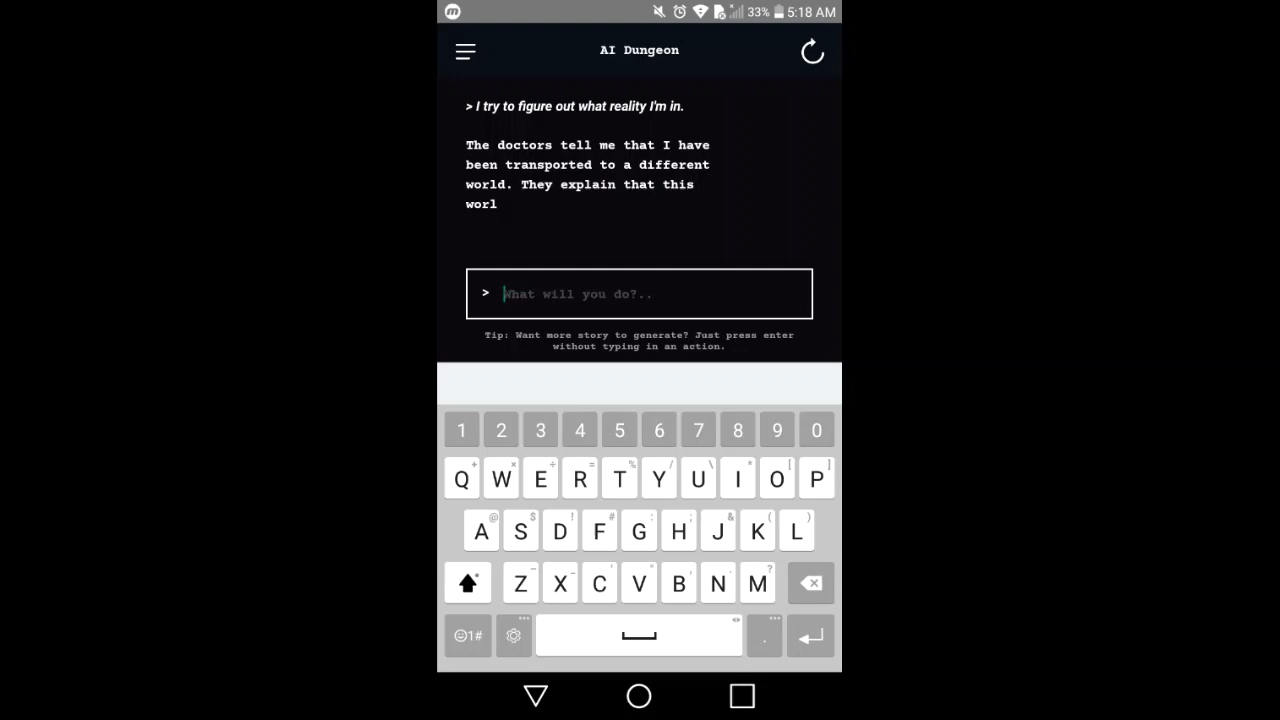 33% 5:18 AM
AI Dungeon
> I try to figure out what reality I'm in.
The doctors tell me that I have
been transported to a different
world. They explain that this
worl
> What will you do?..
Tip: Want more story to generate? Just press enter
without typing in an action.
1 2 3 4 5 6 7 8 9 0
+ × ÷ = % / \ * [ ]
Q W E R T Y U I O P
@ $ ! # : ; & ( )
A S D F G H J K L
Z X C V B N M ?
1# .